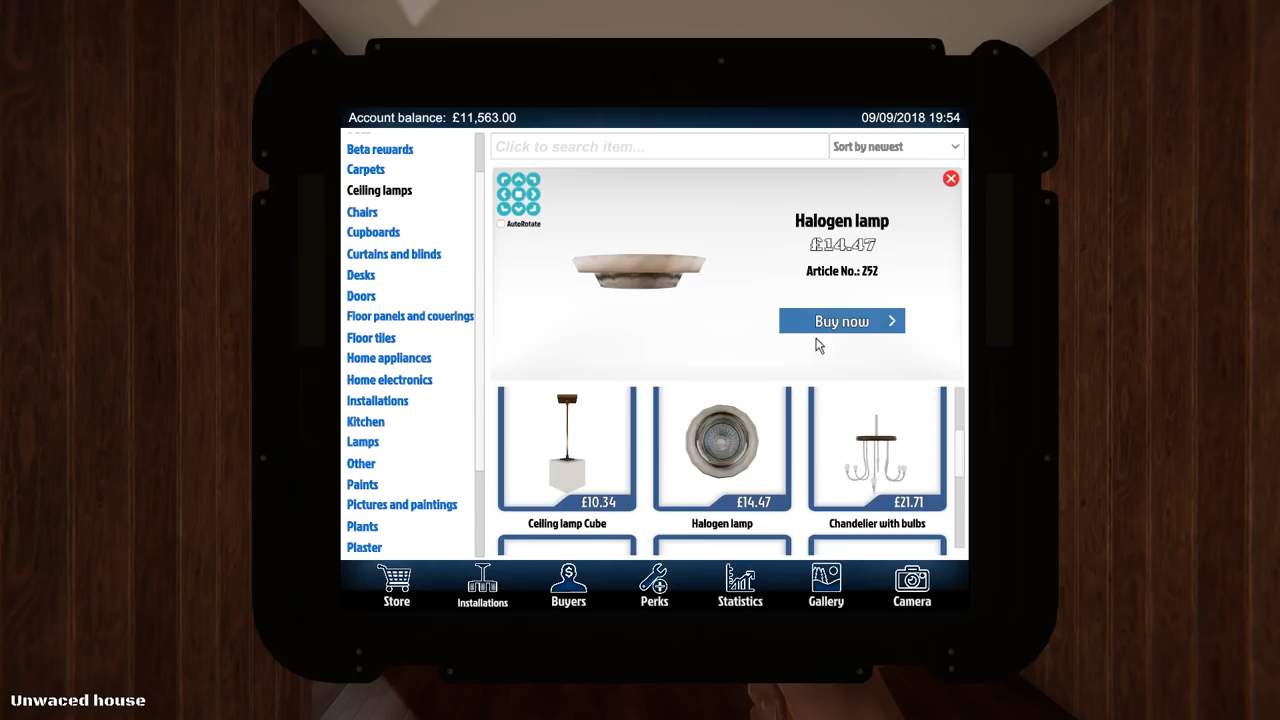 Account balance: £11,563.00
09/09/2018 19:54
Beta rewards
Carpets
Ceiling lamps
Chairs
Cupboards
Curtains and blinds
Desks
Doors
Floor panels and coverings
Floor tiles
Home appliances
Home electronics
Installations
Kitchen
Lamps
Other
Paints
Pictures and paintings
Plants
Plaster
Click to search item...
Sort by newest
AutoRotate
Halogen lamp
£14.47
Article No.: 252
Buy now
£10.34
£14.47
£21.71
Ceiling lamp Cube
Halogen lamp
Chandelier with bulbs
Store
Installations
Buyers
Perks
Statistics
Gallery
Camera
Unwaced house